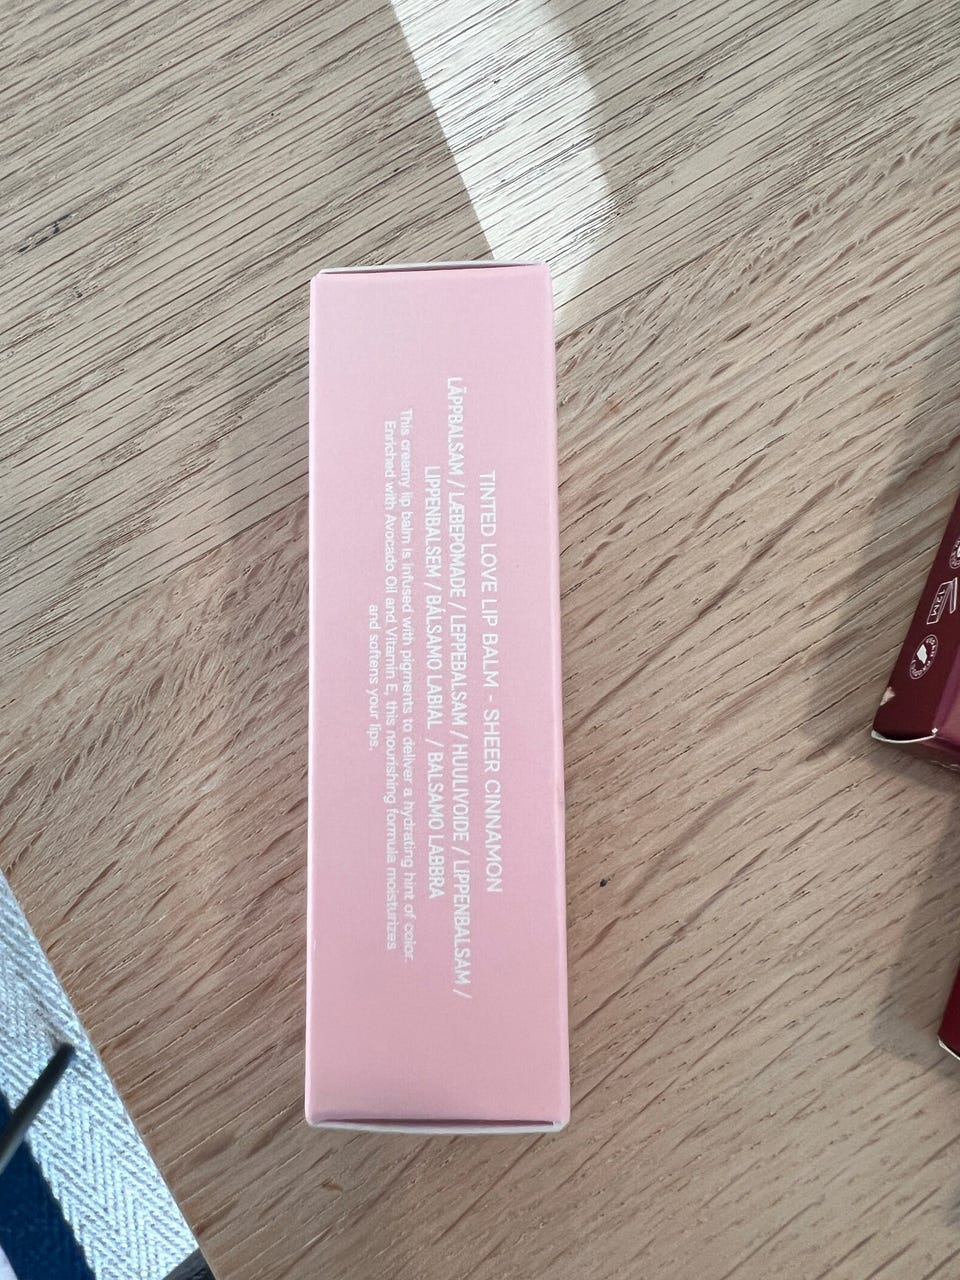 TINTED LOVE LIP BALM - SHEER CINNAMON
LÄPPBALSAM / LÆBEPOMADE / LEPPEBALSAM / HUULIVOIDE / LIPPENBALSAM /
LIPPENBALSEM / BÁLSAMO LABIAL / BALSAMO LABBRA
This creamy lip balm is infused with pigments to deliver a hydrating hint of color.
Enriched with Avocado Oil and Vitamin E, this nourishing formula moisturizes
and softens your lips.
12M